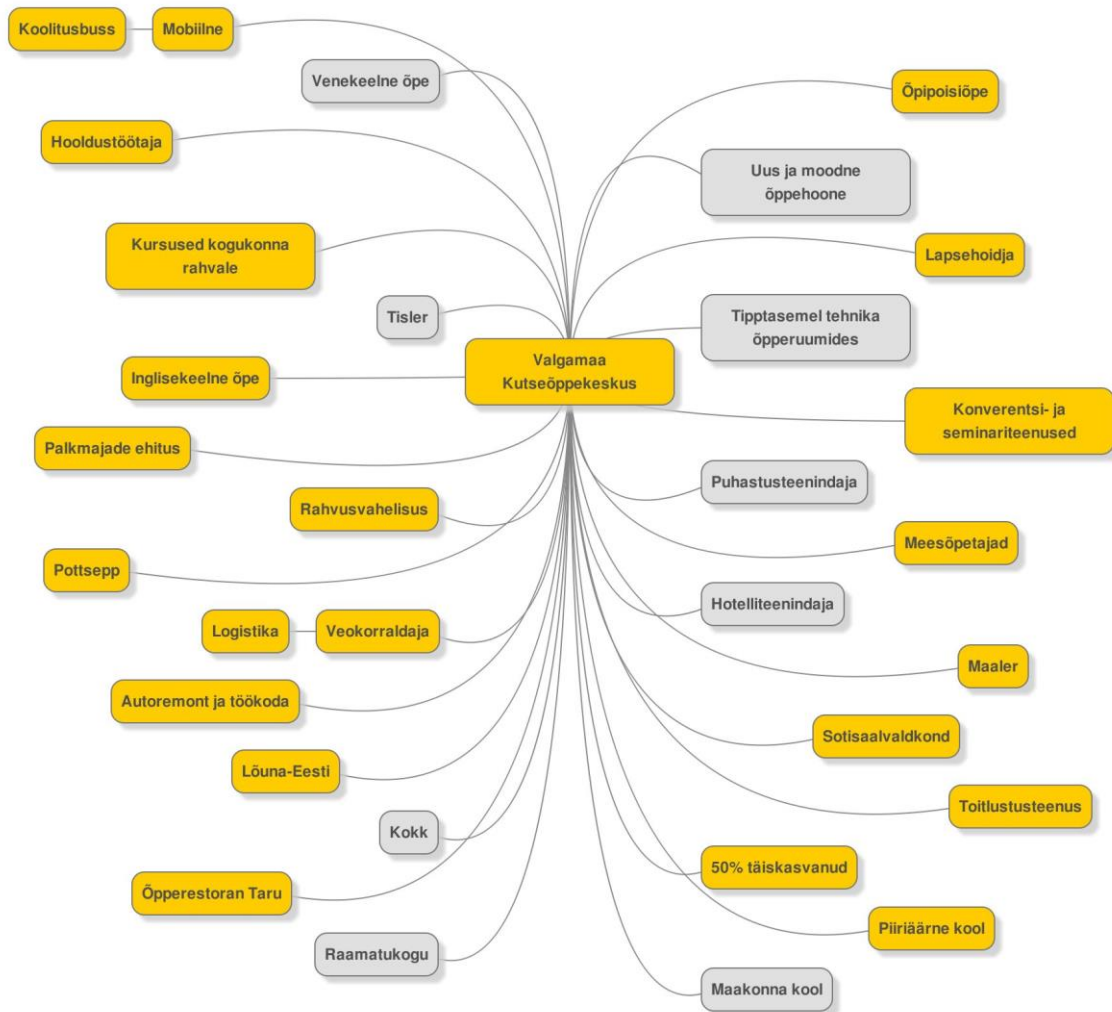 Koolitusbuss
Mobiilne
Venekeelne õpe
Hooldustöötaja
Kursused kogukonna
rahvale
Tisler
Inglisekeelne õpe
Palkmajade ehitus
Rahvusvahelisus
Pottsepp
Logistika
Veokorraldaja
Autoremont ja töökoda
Lõuna-Eesti
Kokk
Õpperestoran Taru
Raamatukogu
Valgamaa
Kutseõppekeskus
Õpipoisiõpe
Uus ja moodne
õppehoone
Lapsehoidja
Tipptasemel tehnika
õpperuumides
Konverentsi- ja
seminariteenused
Puhastusteenindaja
Meesõpetajad
Hotelliteenindaja
Maaler
Sotisaalvaldkond
Toitlustusteenus
50% täiskasvanud
Piiriäärne kool
Maakonna kool